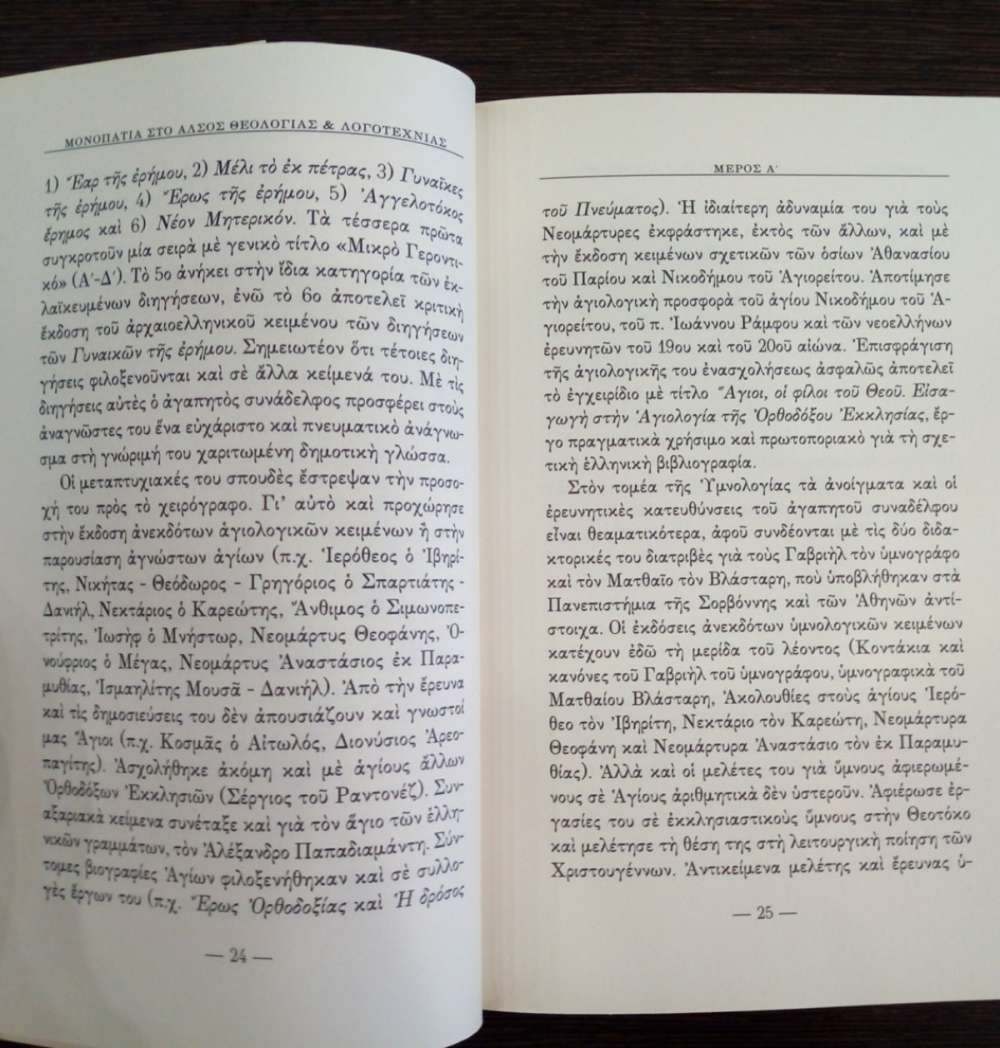 ΜΟΝΟΠΑΤΙΑ ΣΤΟ ΑΛΣΟΣ ΘΕΟΛΟΓΙΑΣ & ΛΟΓΟΤΕΧΝΙΑΣ
1) Ἔαρ τῆς ἐρήμου, 2) Μέλι τὸ ἐκ πέτρας, 3) Γυναῖκες
τῆς ἐρήμου, 4) Ἔρως τῆς ἐρήμου, 5) Ἀγγελοτόκος
ἔρημος καὶ 6) Νέον Μητερικόν. Τὰ τέσσερα πρῶτα
συγκροτοῦν μία σειρὰ μὲ γενικὸ τίτλο «Μικρὸ Γεροντι-
κό» (Α΄-Δ΄). Τὸ 5ο ἀνήκει στὴν ἴδια κατηγορία τῶν ἐκ-
λαϊκευμένων διηγήσεων, ἐνῶ τὸ 6ο ἀποτελεῖ κριτικὴ
ἔκδοση τοῦ ἀρχαιοελληνικοῦ κειμένου τῶν διηγήσεων
τῶν Γυναικῶν τῆς ἐρήμου. Σημειωτέον ὅτι τέτοιες διη-
γήσεις φιλοξενοῦνται καὶ σὲ ἄλλα κείμενά του. Μὲ τὶς
διηγήσεις αὐτὲς ὁ ἀγαπητὸς συνάδελφος προσφέρει στοὺς
ἀναγνῶστες του ἕνα εὐχάριστο καὶ πνευματικὸ ἀνάγνω-
σμα στὴ γνώριμή του χαριτωμένη δημοτικὴ γλῶσσα.
Οἱ μεταπτυχιακές του σπουδὲς ἔστρεψαν τὴν προσο-
χή του πρὸς τὸ χειρόγραφο. Γι' αὐτὸ καὶ προχώρησε
στὴν ἔκδοση ἀνεκδότων ἁγιολογικῶν κειμένων ἢ στὴν
παρουσίαση ἀγνώστων ἁγίων (π.χ. Ἱερόθεος ὁ Ἰβηρί-
της, Νικήτας - Θεόδωρος - Γρηγόριος ὁ Σπαρτιάτης -
Δανιήλ, Νεκτάριος ὁ Καρεώτης, Ἄνθιμος ὁ Σιμωνοπε-
τρίτης, Ἰωσὴφ ὁ Μνήστωρ, Νεομάρτυς Θεοφάνης, Ὀ-
νούφριος ὁ Μέγας, Νεομάρτυς Ἀναστάσιος ἐκ Παρα-
μυθίας, Ἰσμαηλίτης Μουσᾶ - Δανιήλ). Ἀπὸ τὴν ἔρευνα
καὶ τὶς δημοσιεύσεις του δὲν ἀπουσιάζουν καὶ γνωστοί
μας Ἅγιοι (π.χ. Κοσμᾶς ὁ Αἰτωλός, Διονύσιος Ἀρεο-
παγίτης). Ἀσχολήθηκε ἀκόμη καὶ μὲ ἁγίους ἄλλων
Ὀρθοδόξων Ἐκκλησιῶν (Σέργιος τοῦ Ραντονέζ). Συν-
αξαριακὰ κείμενα συνέταξε καὶ γιὰ τὸν ἅγιο τῶν ἑλλη-
νικῶν γραμμάτων, τὸν Ἀλέξανδρο Παπαδιαμάντη. Σύν-
τομες βιογραφίες Ἁγίων φιλοξενήθηκαν καὶ σὲ συλλο-
γὲς ἔργων του (π.χ. Ἔρως Ὀρθοδοξίας καὶ Ἡ δρόσος
— 24 —
ΜΕΡΟΣ Α΄
τοῦ Πνεύματος). Ἡ ἰδιαίτερη ἀδυναμία του γιὰ τοὺς
Νεομάρτυρες ἐκφράστηκε, ἐκτὸς τῶν ἄλλων, καὶ μὲ
τὴν ἔκδοση κειμένων σχετικῶν τῶν ὁσίων Ἀθανασίου
τοῦ Παρίου καὶ Νικοδήμου τοῦ Ἁγιορείτου. Ἀποτίμησε
τὴν ἁγιολογικὴ προσφορὰ τοῦ ἁγίου Νικοδήμου τοῦ Ἁ-
γιορείτου, τοῦ π. Ἰωάννου Ράμφου καὶ τῶν νεοελλήνων
ἐρευνητῶν τοῦ 19ου καὶ τοῦ 20οῦ αἰώνα. Ἐπισφράγιση
τῆς ἁγιολογικῆς του ἐνασχολήσεως ἀσφαλῶς ἀποτελεῖ
τὸ ἐγχειρίδιο μὲ τίτλο Ἅγιοι, οἱ φίλοι τοῦ Θεοῦ. Εἰσα-
γωγὴ στὴν Ἁγιολογία τῆς Ὀρθοδόξου Ἐκκλησίας, ἔρ-
γο πραγματικὰ χρήσιμο καὶ πρωτοποριακὸ γιὰ τὴ σχε-
τικὴ ἑλληνικὴ βιβλιογραφία.
Στὸν τομέα τῆς Ὑμνολογίας τὰ ἀνοίγματα καὶ οἱ
ἐρευνητικὲς κατευθύνσεις τοῦ ἀγαπητοῦ συναδέλφου
εἶναι θεαματικότερα, ἀφοῦ συνδέονται μὲ τὶς δύο διδα-
κτορικές του διατριβὲς γιὰ τοὺς Γαβριὴλ τὸν ὑμνογράφο
καὶ τὸν Ματθαῖο τὸν Βλάσταρη, ποὺ ὑποβλήθηκαν στὰ
Πανεπιστήμια τῆς Σορβόννης καὶ τῶν Ἀθηνῶν ἀντί-
στοιχα. Οἱ ἐκδόσεις ἀνεκδότων ὑμνολογικῶν κειμένων
κατέχουν ἐδῶ τὴ μερίδα τοῦ λέοντος (Κοντάκια καὶ
κανόνες τοῦ Γαβριὴλ τοῦ ὑμνογράφου, ὑμνογραφικὰ τοῦ
Ματθαίου Βλάσταρη, Ἀκολουθίες στοὺς ἁγίους Ἱερό-
θεο τὸν Ἰβηρίτη, Νεκτάριο τὸν Καρεώτη, Νεομάρτυρα
Θεοφάνη καὶ Νεομάρτυρα Ἀναστάσιο τὸν ἐκ Παραμυ-
θίας). Ἀλλὰ καὶ οἱ μελέτες του γιὰ ὕμνους ἀφιερωμέ-
νους σὲ Ἁγίους ἀριθμητικὰ δὲν ὑστεροῦν. Ἀφιέρωσε ἐρ-
γασίες του σὲ ἐκκλησιαστικοὺς ὕμνους στὴν Θεοτόκο
καὶ μελέτησε τὴ θέση της στὴ λειτουργικὴ ποίηση τῶν
Χριστουγέννων. Ἀντικείμενα μελέτης καὶ ἔρευνας ὑ-
— 25 —